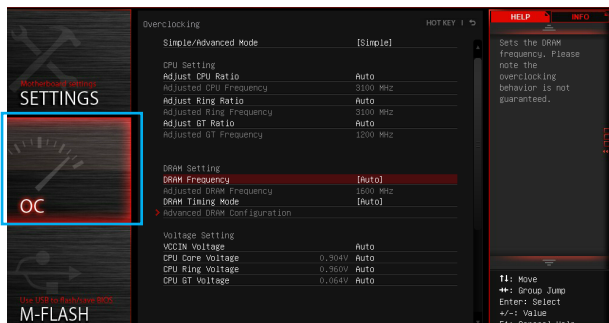 Overclocking
HOT KEY
HELP
INFO
Simple/Advanced Mode [Simple]
CPU Setting
Adjust CPU Ratio Auto
Adjusted CPU Frequency 3100 MHz
Adjust Ring Ratio Auto
Adjusted Ring Frequency 3100 MHz
Adjust GT Ratio Auto
Adjusted GT Frequency 1200 MHz
DRAM Setting
DRAM Frequency [Auto]
Adjusted DRAM Frequency 1600 MHz
DRAM Timing Mode [Auto]
> Advanced DRAM Configuration
Voltage Setting
VCCIN Voltage Auto
CPU Core Voltage 0.904V Auto
CPU Ring Voltage 0.960V Auto
CPU GT Voltage 0.064V Auto
Motherboard settings
SETTINGS
OC
Use USB to flash/save BIOS
M-FLASH
Sets the DRAM
frequency. Please
note the
overclocking
behavior is not
guaranteed.
↑↓: Move
: Group Jump
Enter: Select
+/-: Value